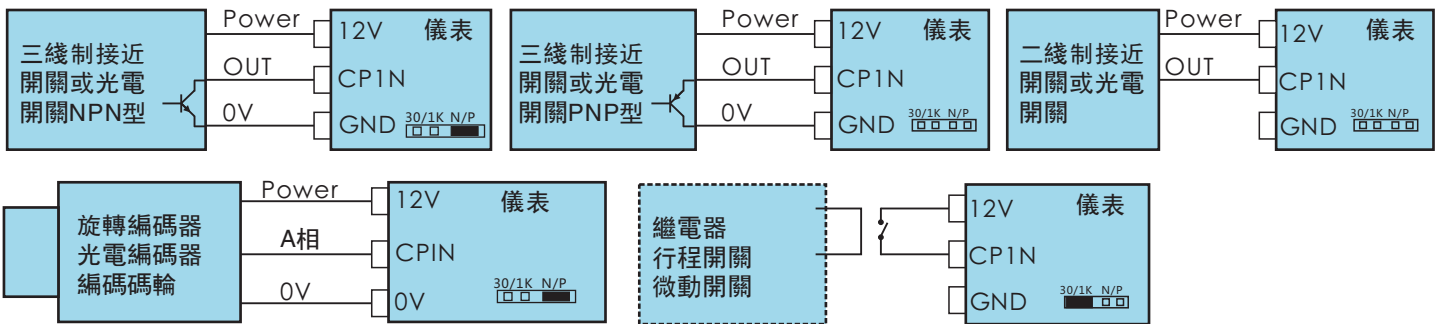 三綫制接近
開關或光電
開關NPN型
Power
OUT
0V
12V 儀表
CP1N
GND
30/1K N/P
三綫制接近
開關或光電
開關PNP型
Power
OUT
0V
12V 儀表
CP1N
GND
30/1K N/P
二綫制接近
開關或光電
開關
Power
OUT
12V 儀表
CP1N
GND
30/1K N/P
旋轉編碼器
光電編碼器
編碼碼輪
Power
A相
0V
12V 儀表
CPIN
0V
30/1K N/P
繼電器
行程開關
微動開關
12V 儀表
CP1N
GND
30/1K N/P